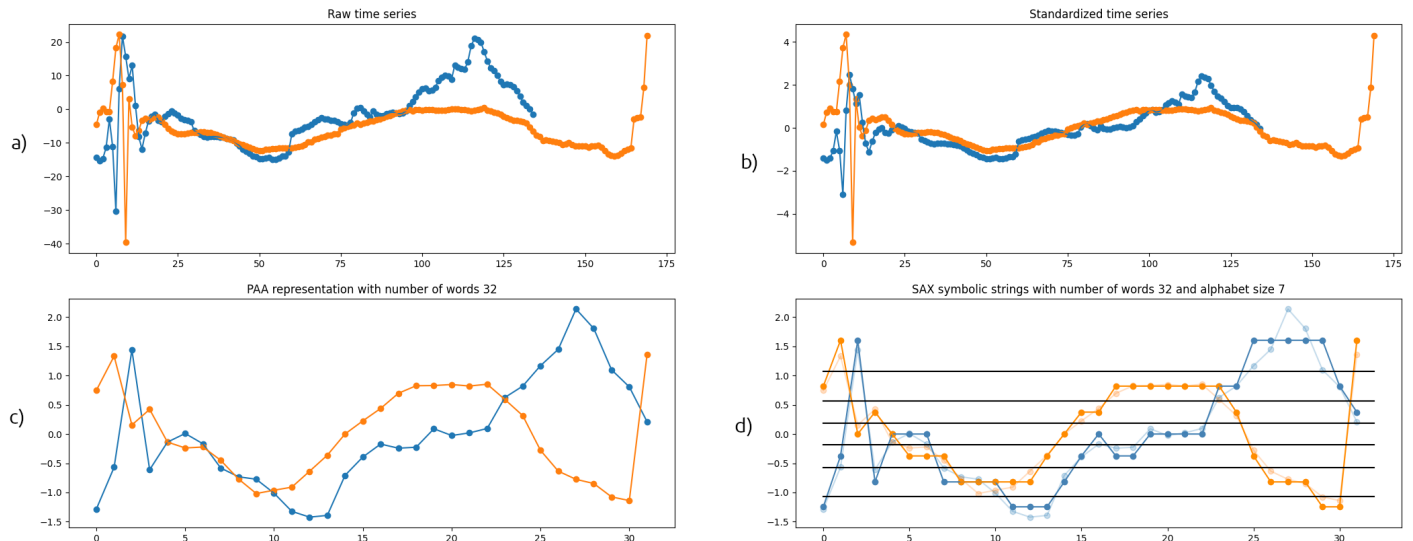 Raw time series
20
10
0
−10
−20
−30
−40
0 25 50 75 100 125 150 175
a)
Standardized time series
4
2
0
−2
−4
0 25 50 75 100 125 150 175
b)
PAA representation with number of words 32
2.0
1.5
1.0
0.5
0.0
−0.5
−1.0
−1.5
0 5 10 15 20 25 30
c)
SAX symbolic strings with number of words 32 and alphabet size 7
2.0
1.5
1.0
0.5
0.0
−0.5
−1.0
−1.5
0 5 10 15 20 25 30
d)